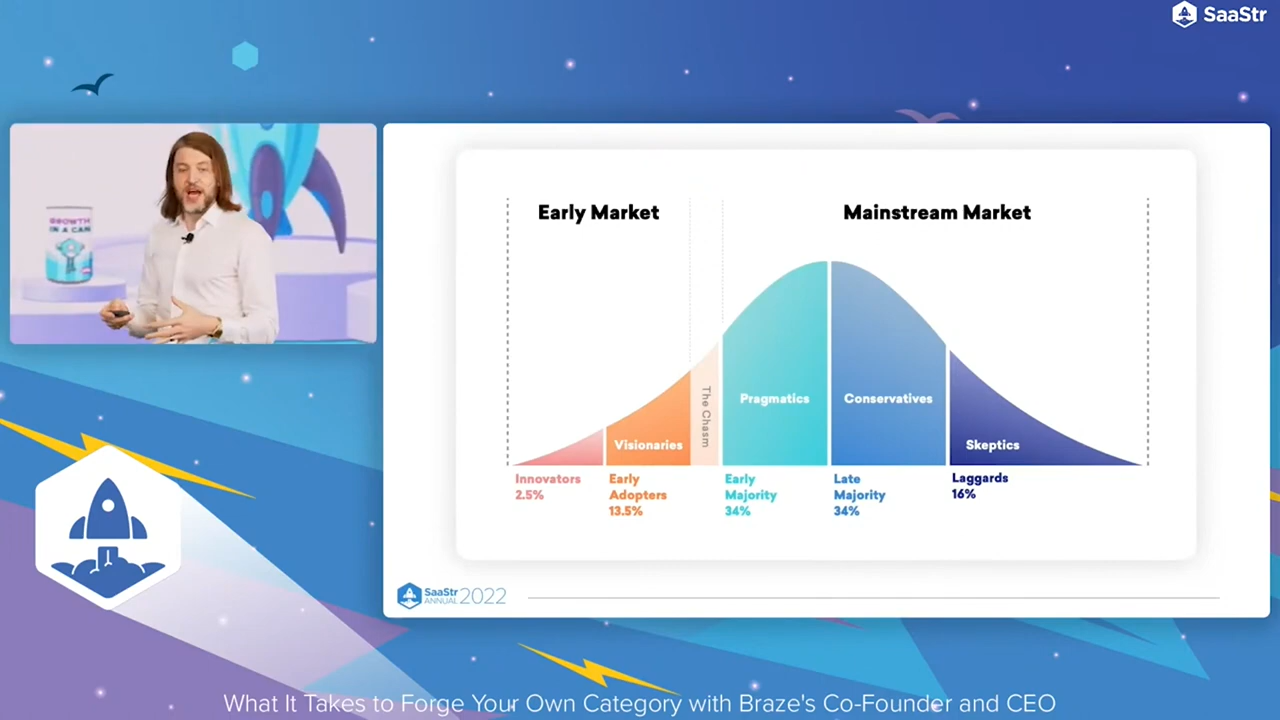 SaaStr
GROWTH
IN A CAN
Early Market
Mainstream Market
The Chasm
Visionaries
Pragmatics
Conservatives
Skeptics
Innovators
2.5%
Early
Adopters
13.5%
Early
Majority
34%
Late
Majority
34%
Laggards
16%
SaaStr
ANNUAL 2022
What It Takes to Forge Your Own Category with Braze's Co-Founder and CEO